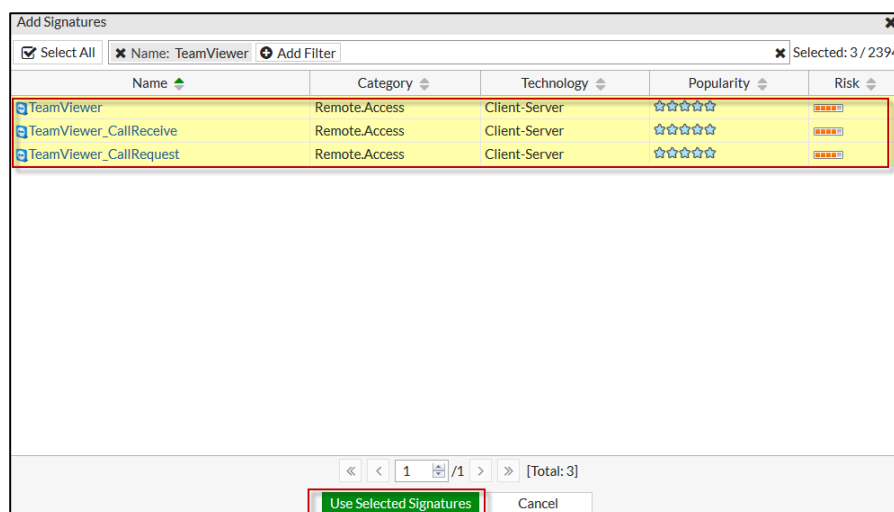 Add Signatures
Select All Name: TeamViewer Add Filter Selected: 3 / 2394
Name Category Technology Popularity Risk
TeamViewer Remote.Access Client-Server
TeamViewer_CallReceive Remote.Access Client-Server
TeamViewer_CallRequest Remote.Access Client-Server
« < 1 /1 > » [Total: 3]
Use Selected Signatures Cancel